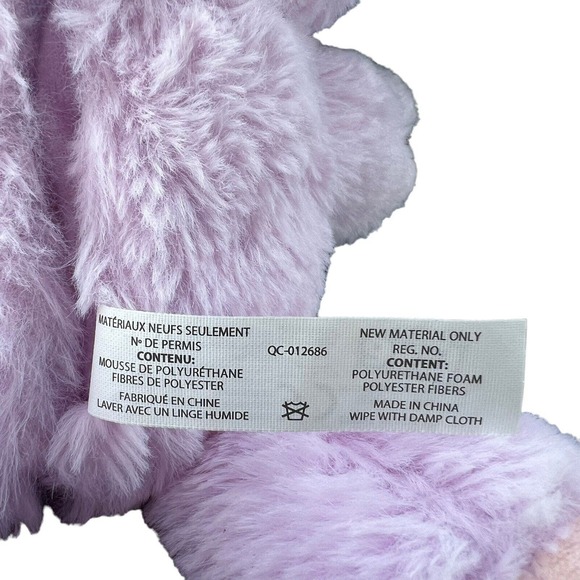 MATÉRIAUX NEUFS SEULEMENT
Nº DE PERMIS
CONTENU:
MOUSSE DE POLYURÉTHANE
FIBRES DE POLYESTER
FABRIQUÉ EN CHINE
LAVER AVEC UN LINGE HUMIDE
QC-012686
NEW MATERIAL ONLY
REG. NO.
CONTENT:
POLYURETHANE FOAM
POLYESTER FIBERS
MADE IN CHINA
WIPE WITH DAMP CLOTH